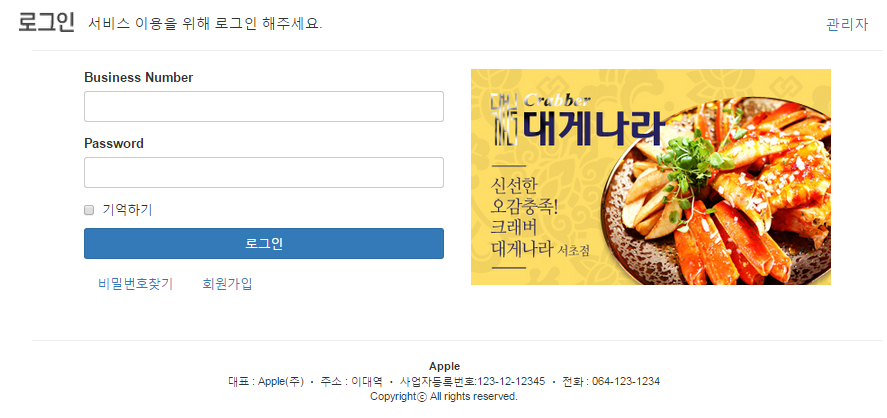 로그인 서비스 이용을 위해 로그인 해주세요. 관리자
Business Number
Password
기억하기
로그인
비밀번호찾기 회원가입
Crabber
대게나라
신선한
오감충족!
크래버
대게나라 서초점
Apple
대표 : Apple(주) · 주소 : 이대역 · 사업자등록번호:123-12-12345 · 전화 : 064-123-1234
Copyrightⓒ All rights reserved.